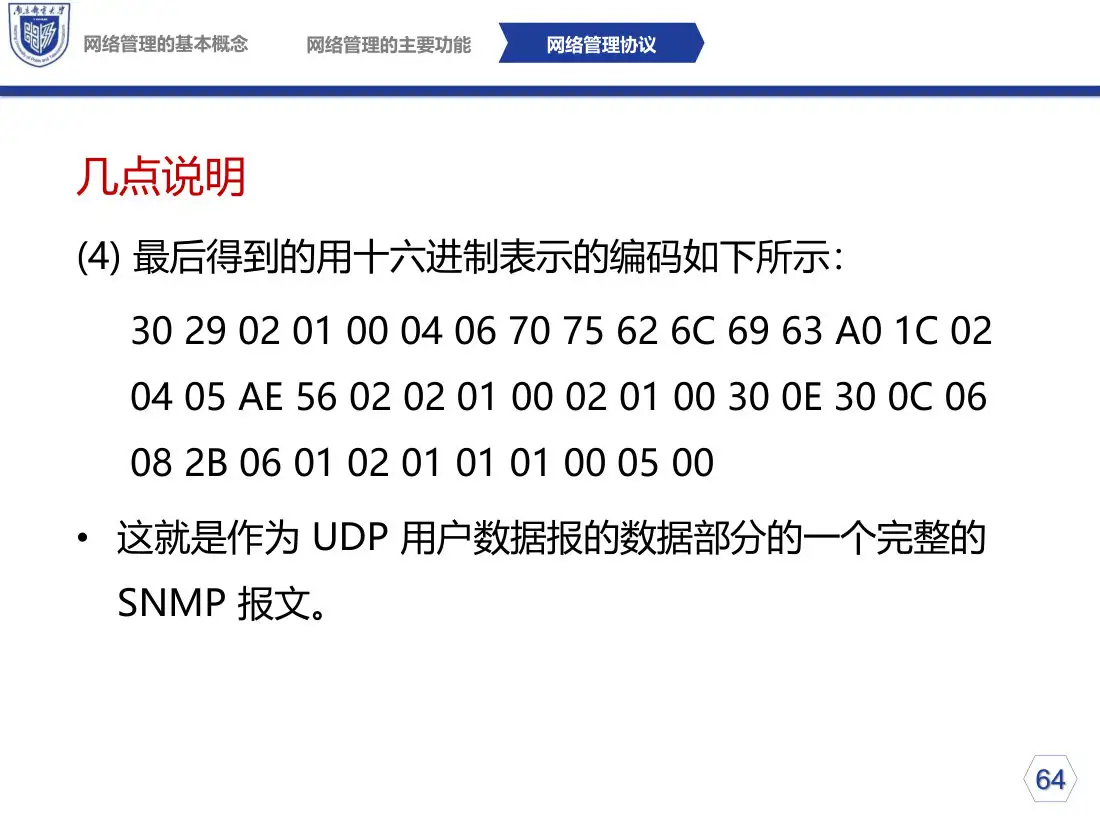 南京邮电大学
网络管理的基本概念 网络管理的主要功能 网络管理协议
几点说明
(4) 最后得到的用十六进制表示的编码如下所示：
30 29 02 01 00 04 06 70 75 62 6C 69 63 A0 1C 02
04 05 AE 56 02 02 01 00 02 01 00 30 0E 30 0C 06
08 2B 06 01 02 01 01 01 00 05 00
• 这就是作为 UDP 用户数据报的数据部分的一个完整的
SNMP 报文。
64